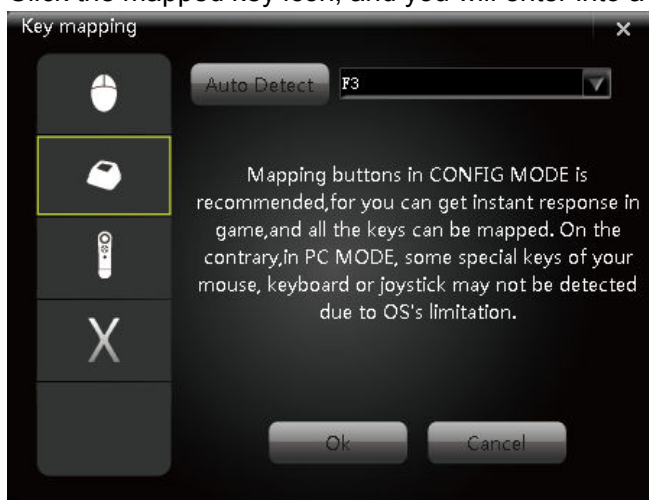 Click the mapped key icon, and you will enter into a
Key mapping
Auto Detect
F3
Mapping buttons in CONFIG MODE is
recommended,for you can get instant response in
game,and all the keys can be mapped. On the
contrary,in PC MODE, some special keys of your
mouse, keyboard or joystick may not be detected
due to OS's limitation.
Ok
Cancel